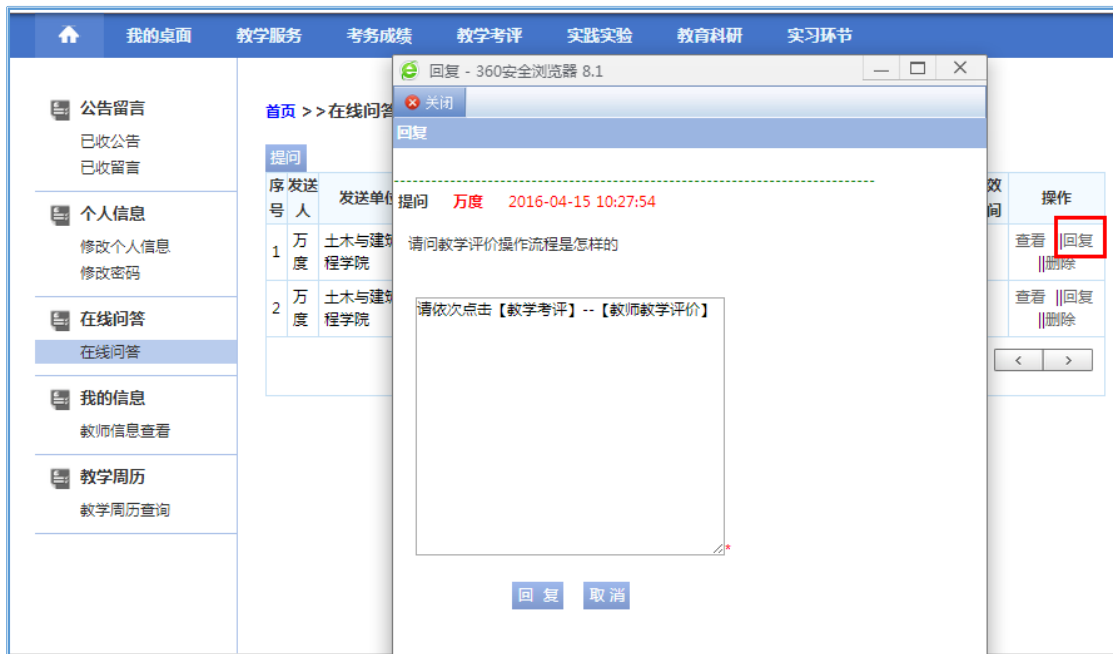 我的桌面 教学服务 考务成绩 教学考评 实践实验 教育科研 实习环节
回复 - 360安全浏览器 8.1
关闭
回复
公告留言
已收公告
已收留言
个人信息
修改个人信息
修改密码
在线问答
在线问答
我的信息
教师信息查看
教学周历
教学周历查询
首页 >>在线问答
提问
序号 发送人 发送单位 效 间 操作
1 万度 土木与建筑 程学院 查看 ||回复 ||删除
2 万度 土木与建筑 程学院 查看 ||回复 ||删除
< >
提问 万度 2016-04-15 10:27:54
请问教学评价操作流程是怎样的
请依次点击【教学考评】--【教师教学评价】
*
回 复 取 消